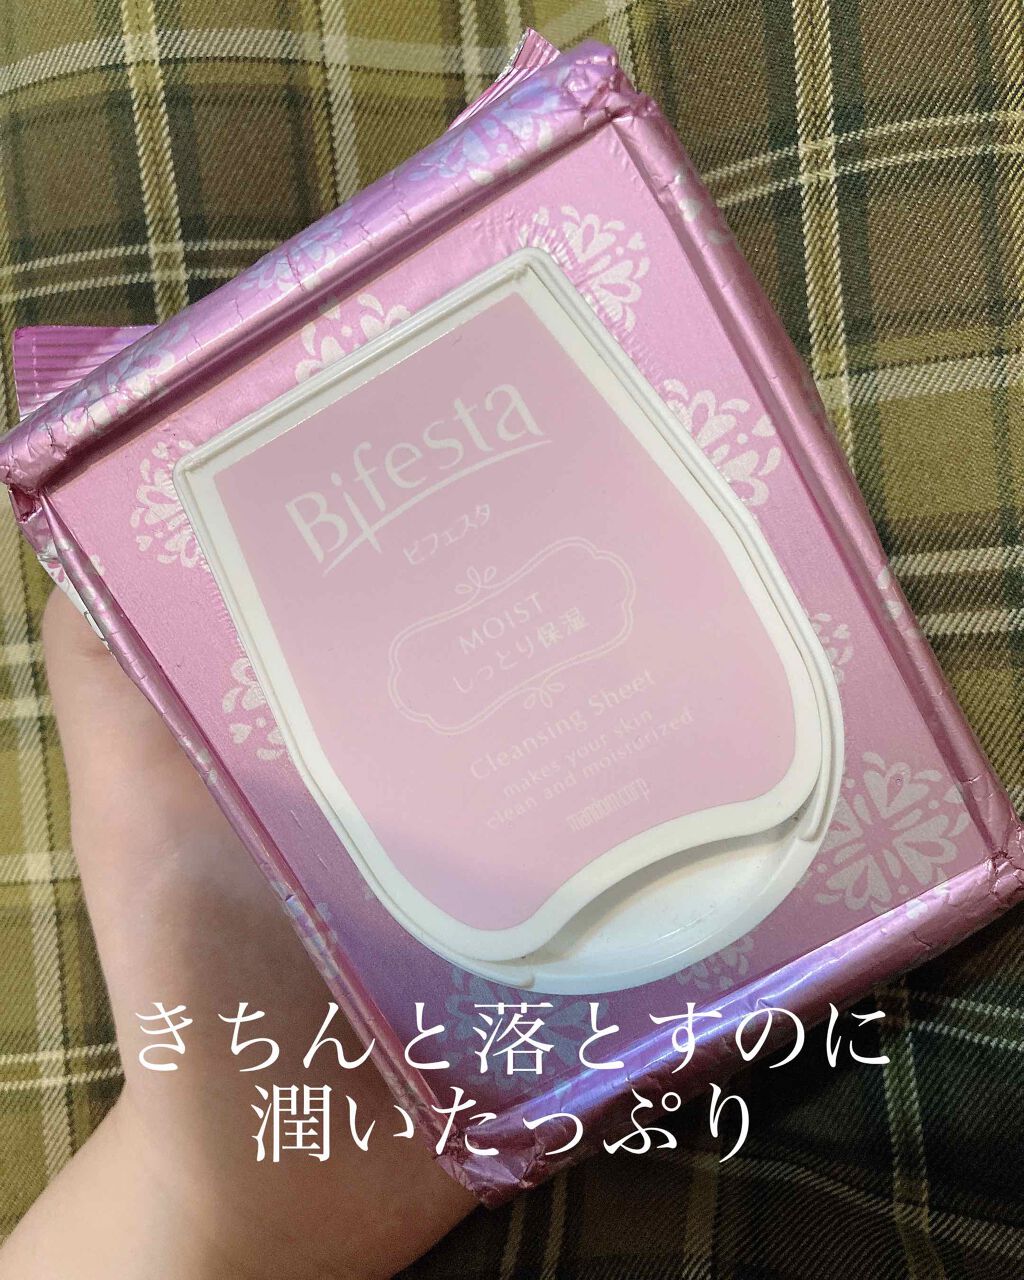 Bifesta
ビフェスタ
MOIST
しっとり保湿
Cleansing Sheet
makes your skin
clean and moisturized
mandom corp.
きちんと落とすのに
潤いたっぷり